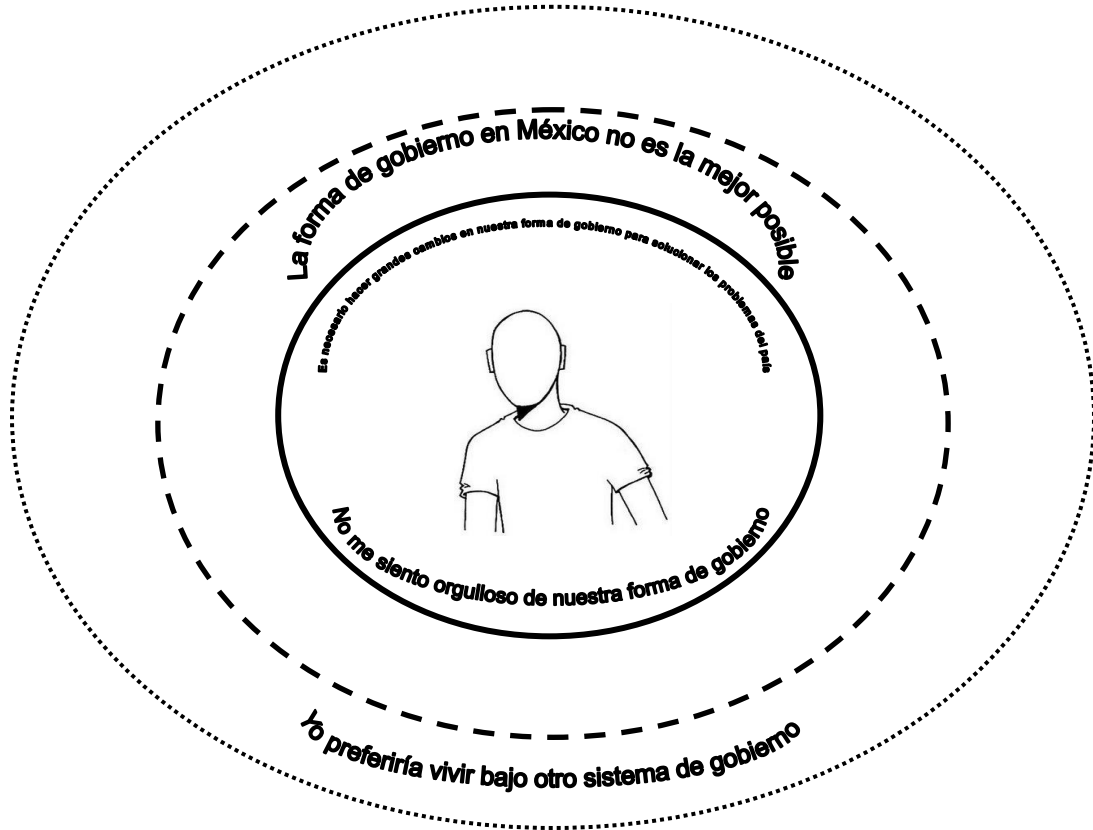 La forma de gobierno en México no es la mejor posible
Es necesario hacer grandes cambios en nuestra forma de gobierno para solucionar los problemas del país
No me siento orgulloso de nuestra forma de gobierno
Yo preferiría vivir bajo otro sistema de gobierno